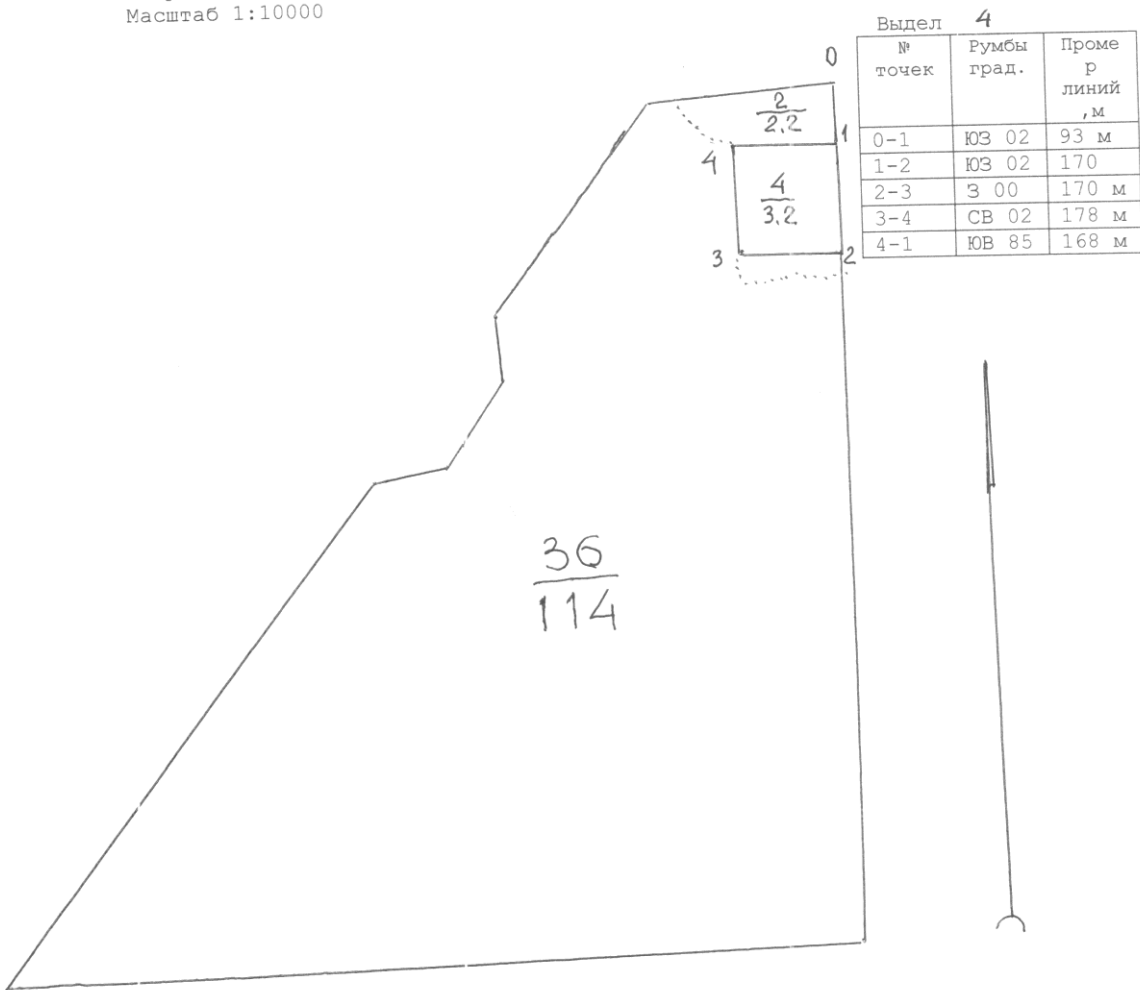 Масштаб 1:10000
Выдел 4
№ точек | Румбы град. | Проме р линий ,м
0-1 | ЮЗ 02 | 93 м
1-2 | ЮЗ 02 | 170
2-3 | З 00 | 170 м
3-4 | СВ 02 | 178 м
4-1 | ЮВ 85 | 168 м
0
2
2,2
1
4
4
3,2
3
2
36
114